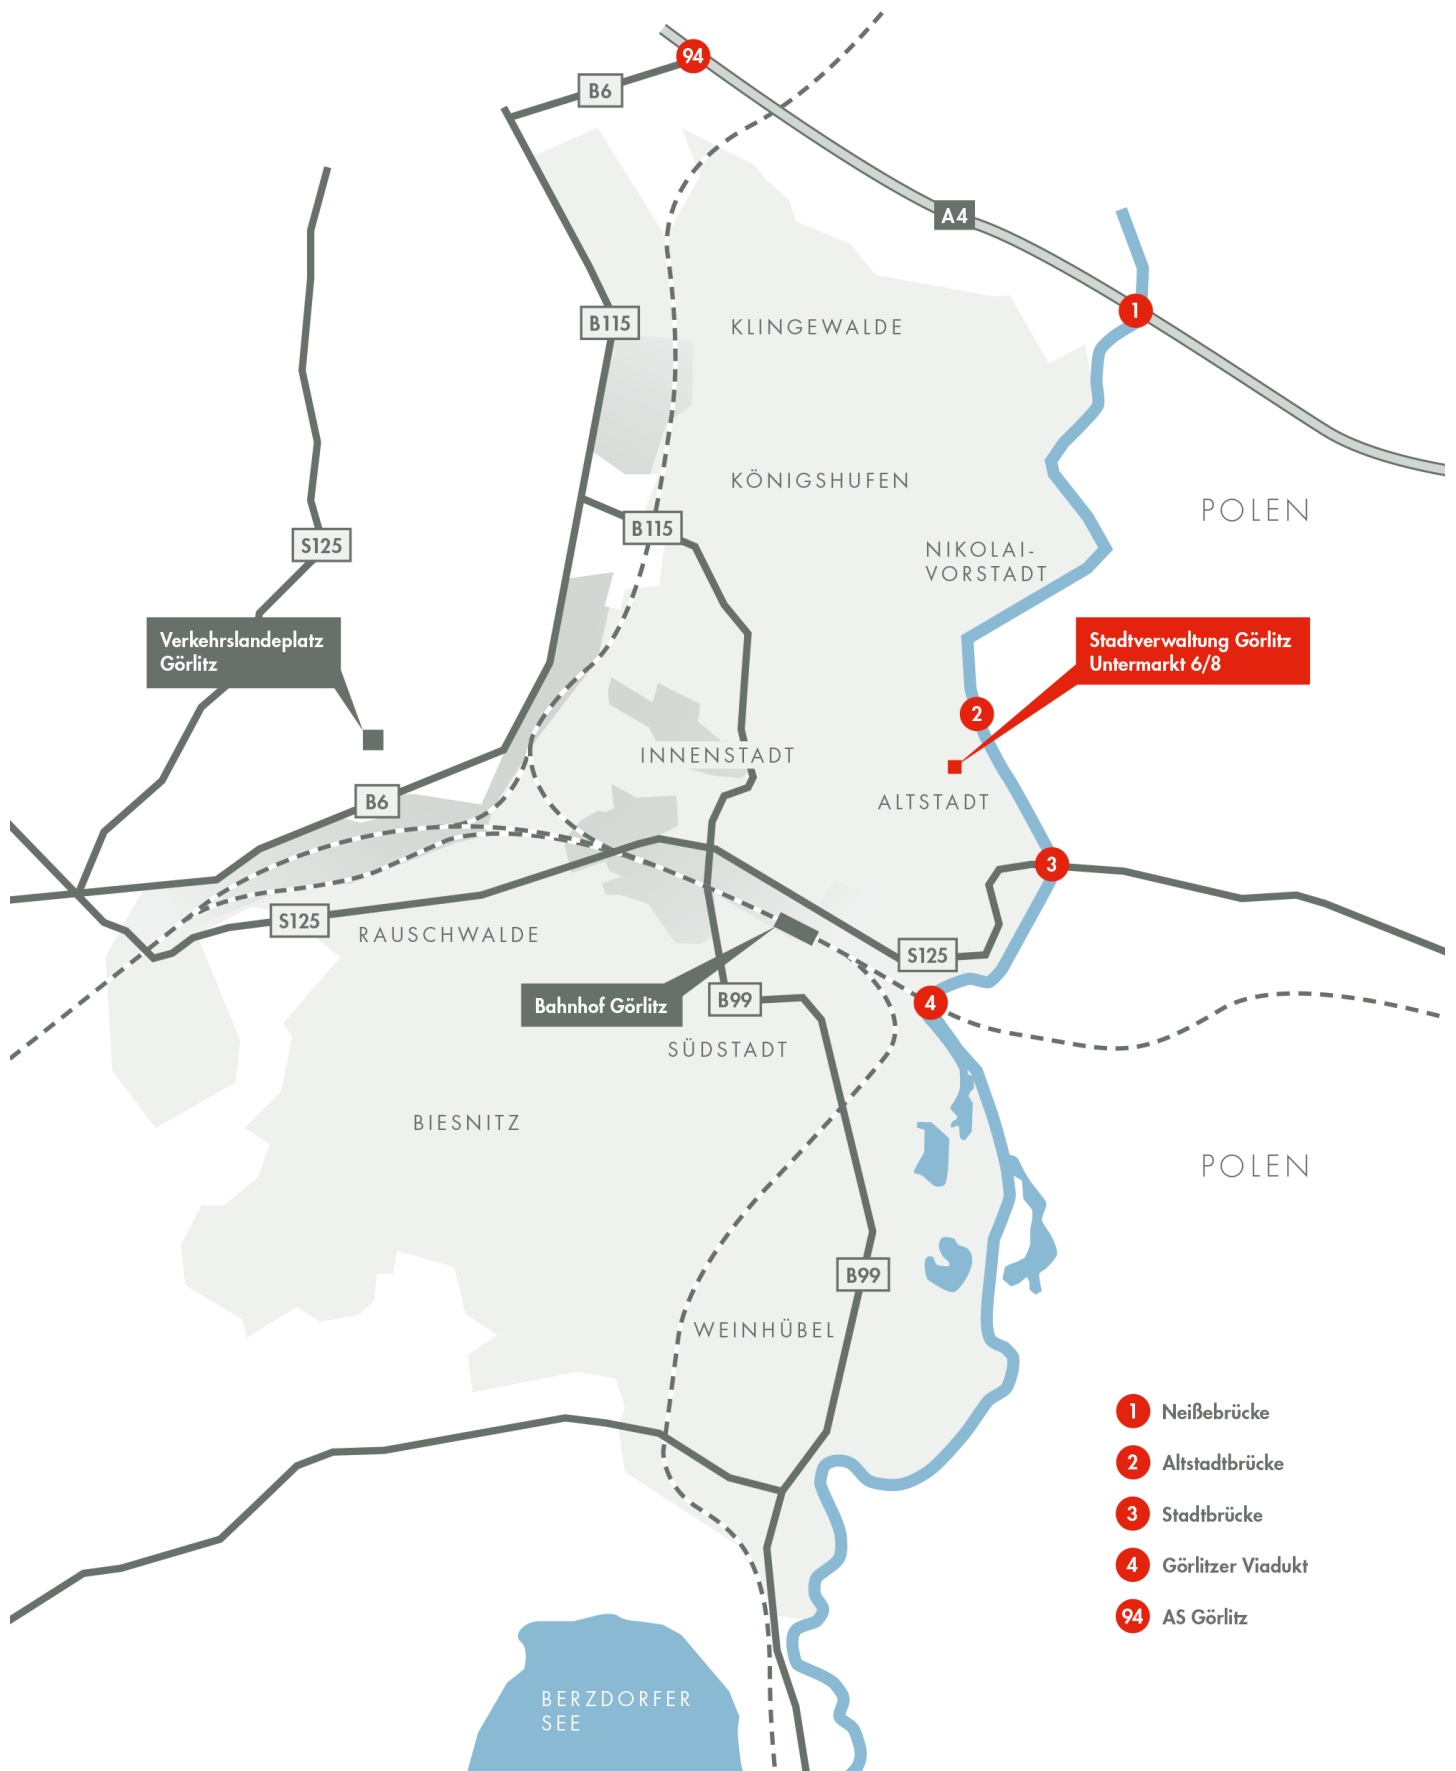 94
B6
A4
1
B115
KLINGEWALDE
KÖNIGSHUFEN
POLEN
B115
S125
NIKOLAI-
VORSTADT
Verkehrslandeplatz
Görlitz
Stadtverwaltung Görlitz
Untermarkt 6/8
2
INNENSTADT
B6
ALTSTADT
3
S125
RAUSCHWALDE
S125
Bahnhof Görlitz
B99
4
SÜDSTADT
BIESNITZ
POLEN
B99
WEINHÜBEL
1 Neißebrücke
2 Altstadtbrücke
3 Stadtbrücke
4 Görlitzer Viadukt
94 AS Görlitz
BERZDORFER
SEE